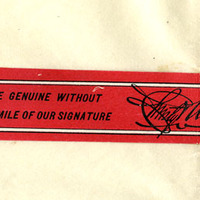 E GENUINE WITHOUT
MILE OF OUR SIGNATURE